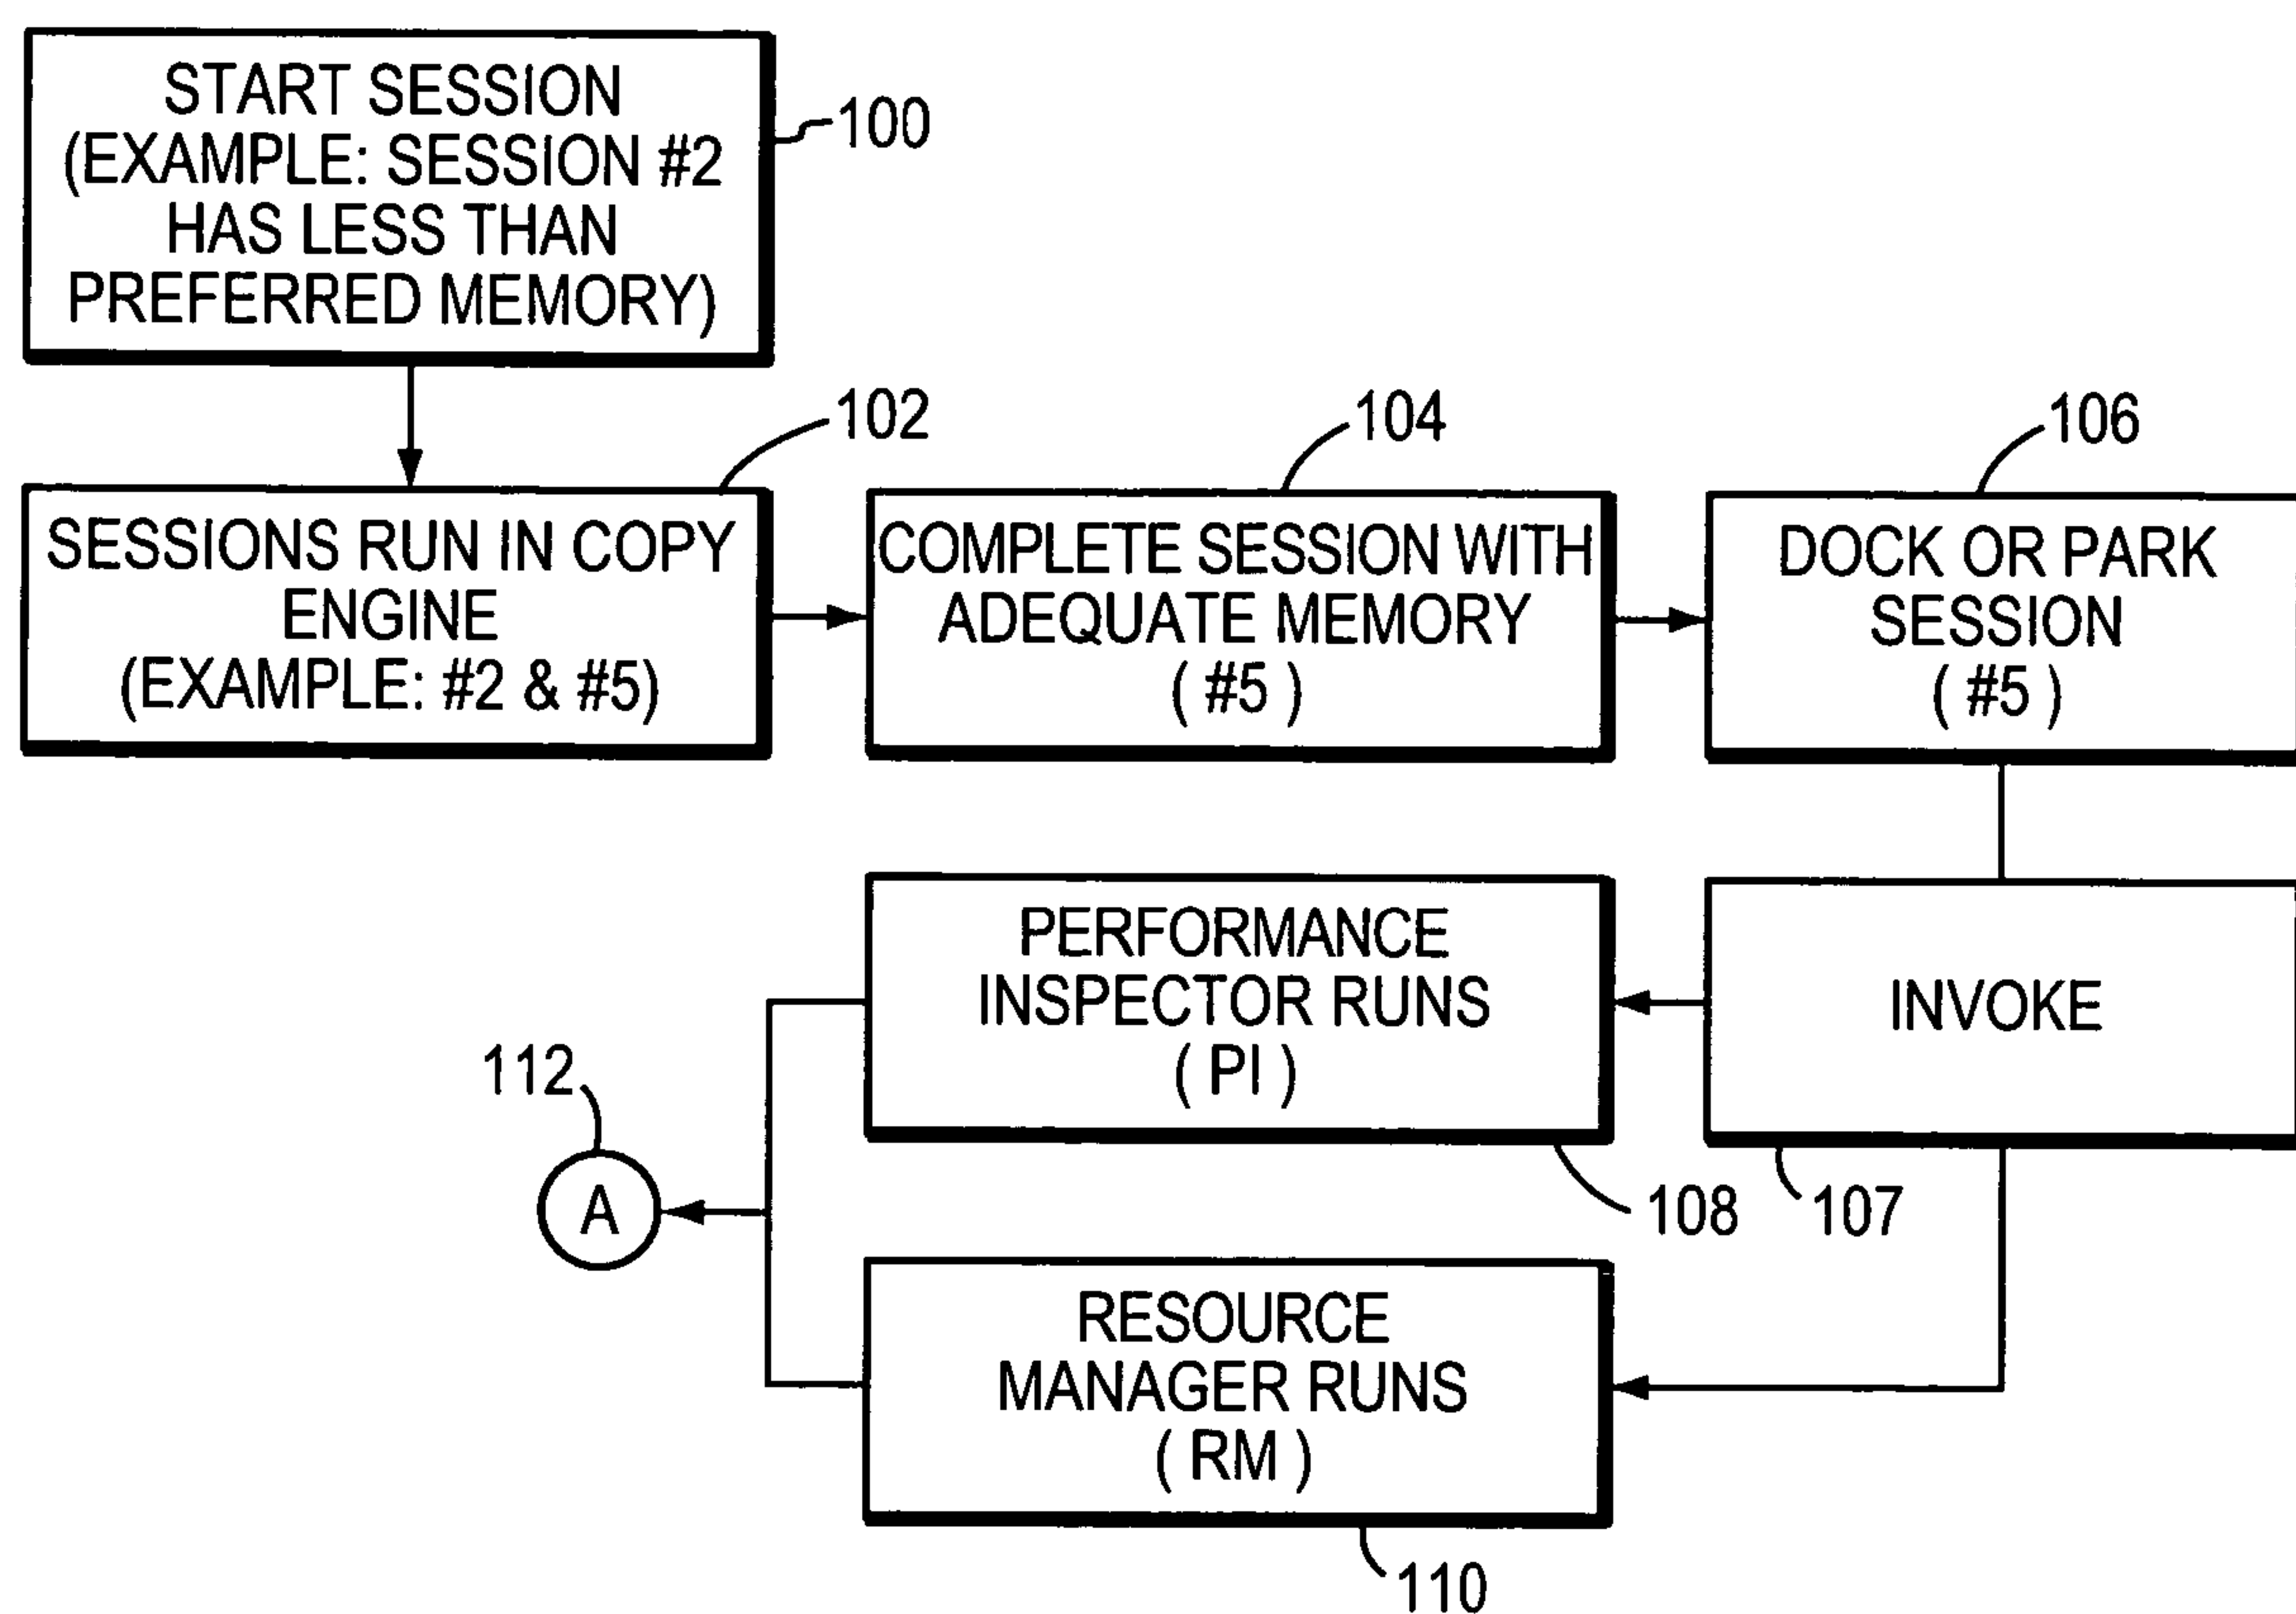 START SESSION
(EXAMPLE: SESSION #2
HAS LESS THAN
PREFERRED MEMORY)
100
102
SESSIONS RUN IN COPY
ENGINE
(EXAMPLE: #2 & #5)
104
COMPLETE SESSION WITH
ADEQUATE MEMORY
( #5 )
106
DOCK OR PARK
SESSION
( #5 )
INVOKE
107
PERFORMANCE
INSPECTOR RUNS
( PI )
108
RESOURCE
MANAGER RUNS
( RM )
110
112
A